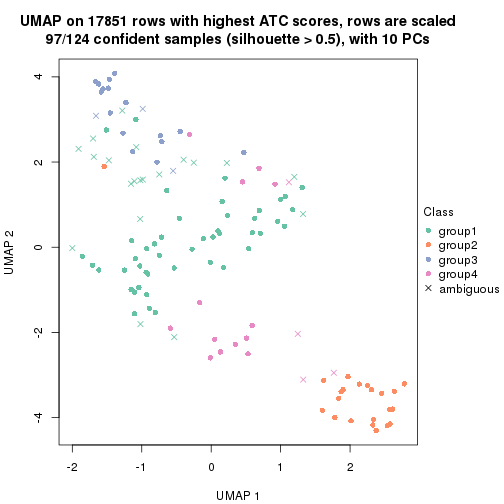 UMAP on 17851 rows with highest ATC scores, rows are scaled
97/124 confident samples (silhouette > 0.5), with 10 PCs
4
2
0
-2
-4
UMAP 2
-2
-1
0
1
2
UMAP 1
Class
group1
group2
group3
group4
ambiguous